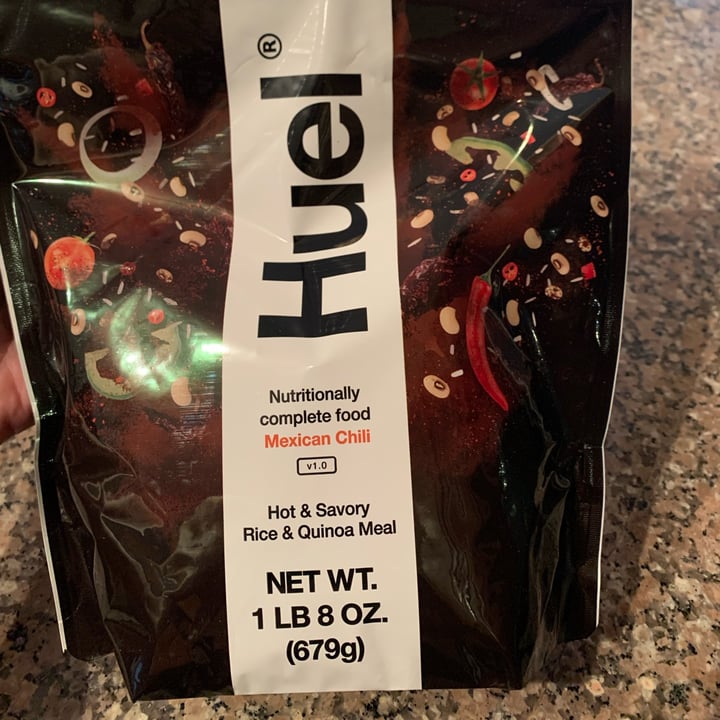 Huel®
Nutritionally
complete food
Mexican Chili
v1.0
Hot & Savory
Rice & Quinoa Meal
NET WT.
1 LB 8 OZ.
(679g)